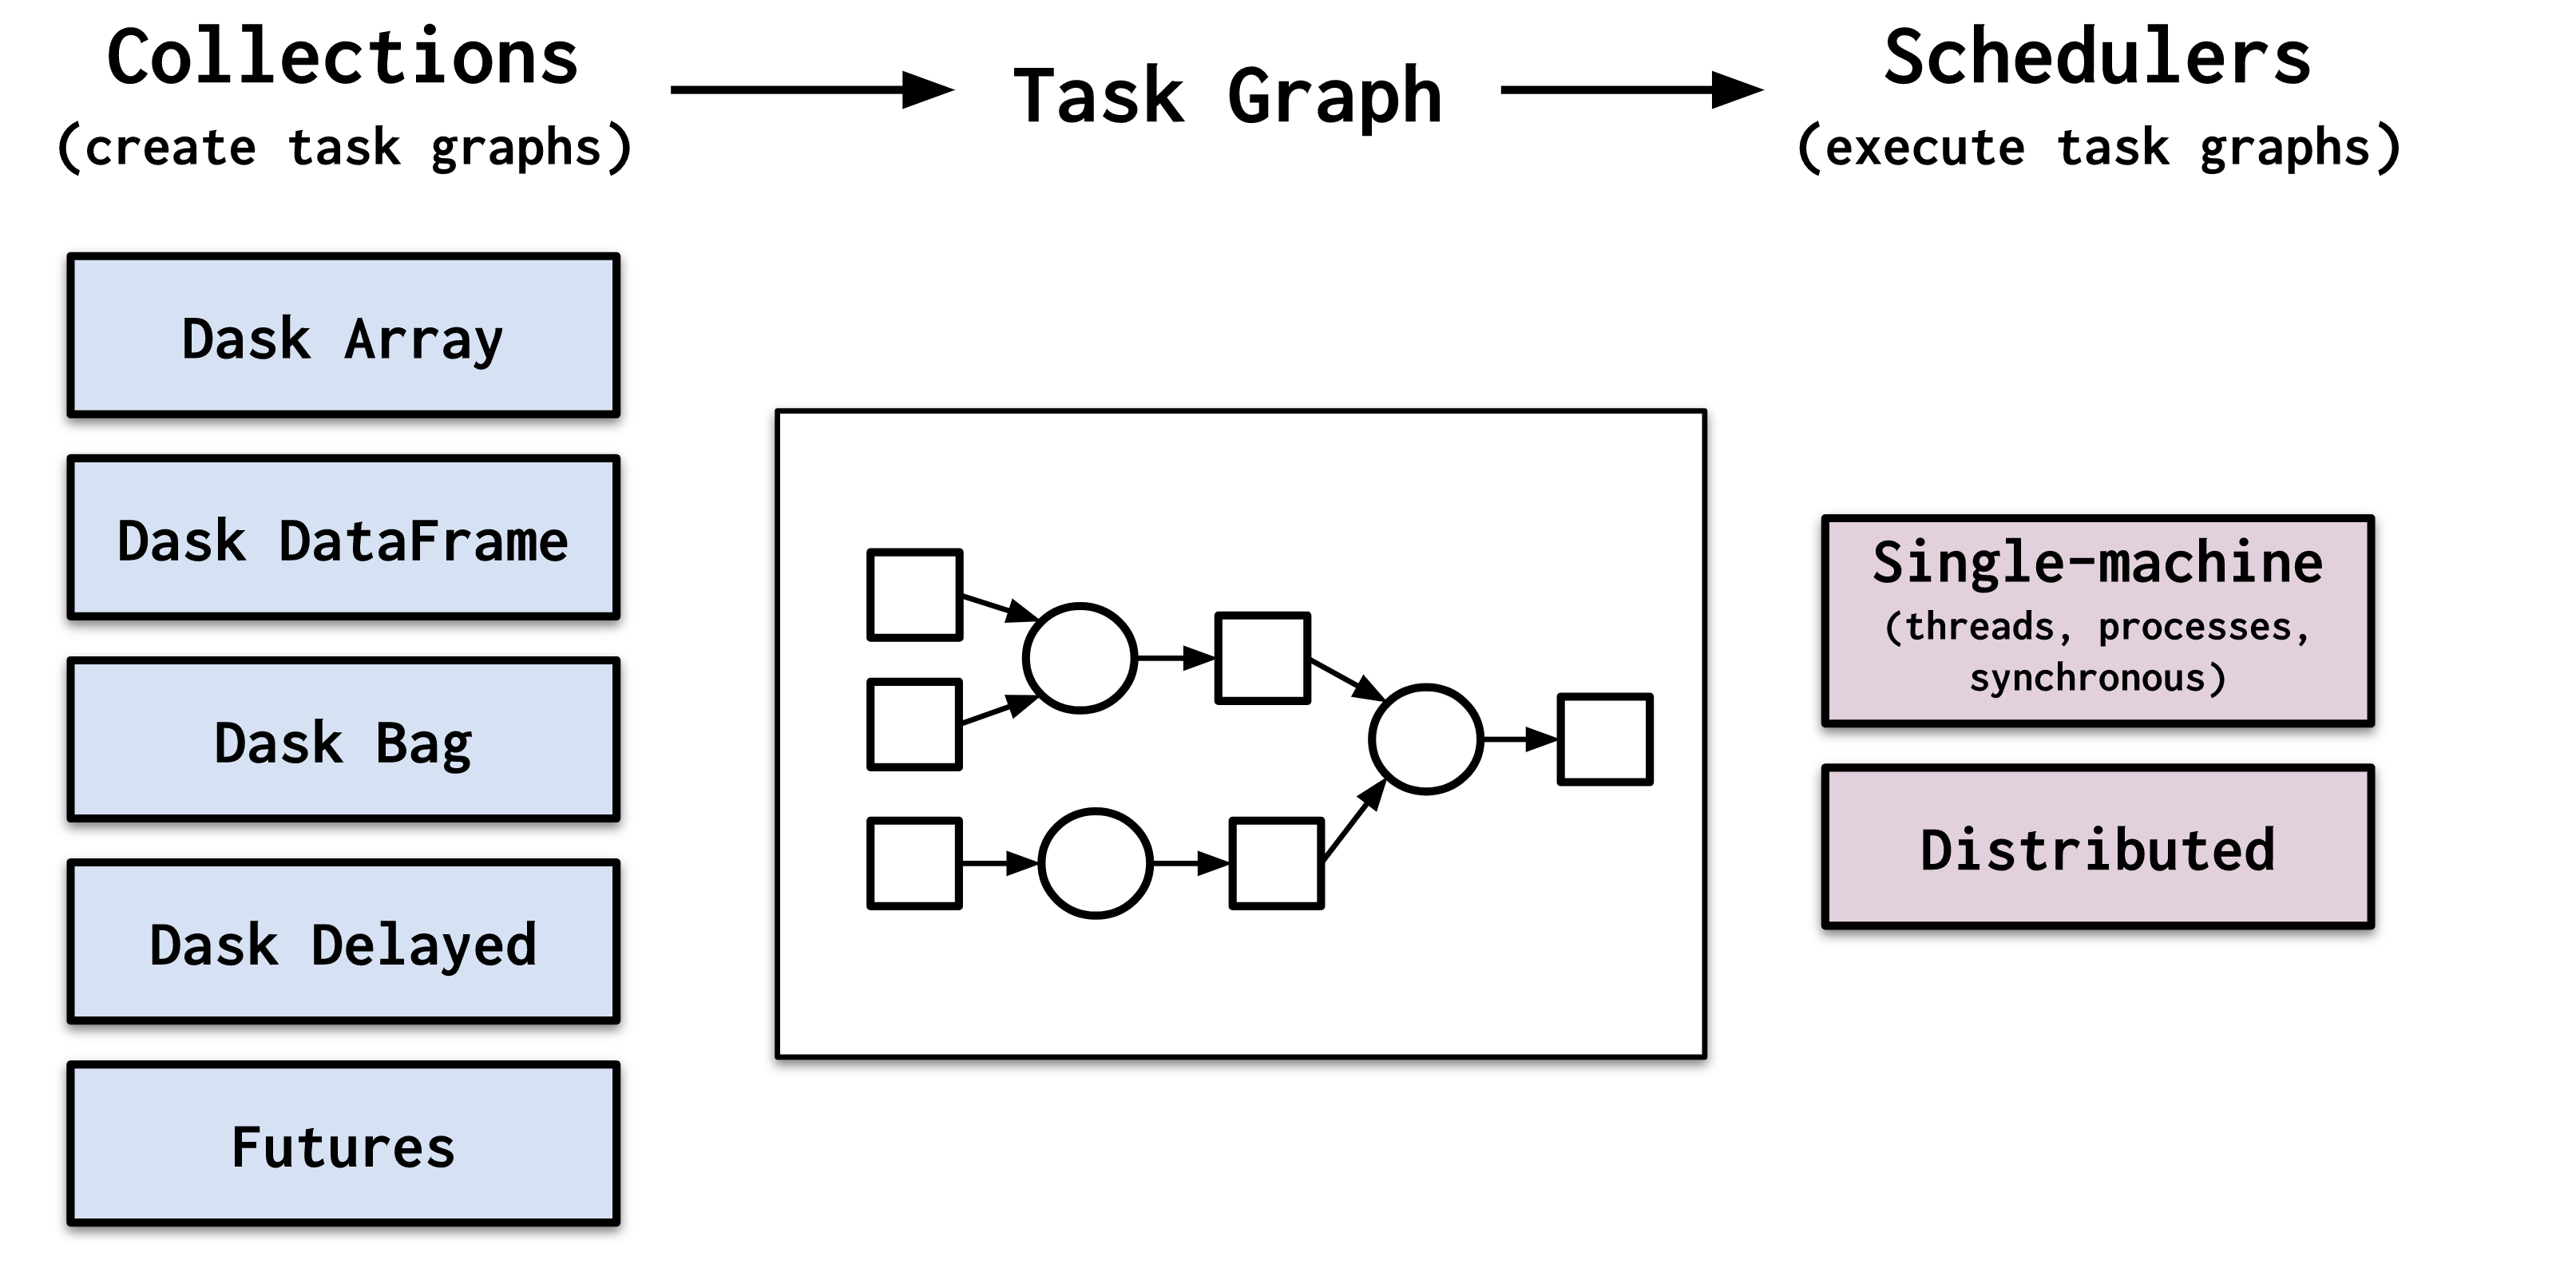 Collections
(create task graphs)
Task Graph
Schedulers
(execute task graphs)
Dask Array
Dask DataFrame
Dask Bag
Dask Delayed
Futures
Single-machine
(threads, processes,
synchronous)
Distributed